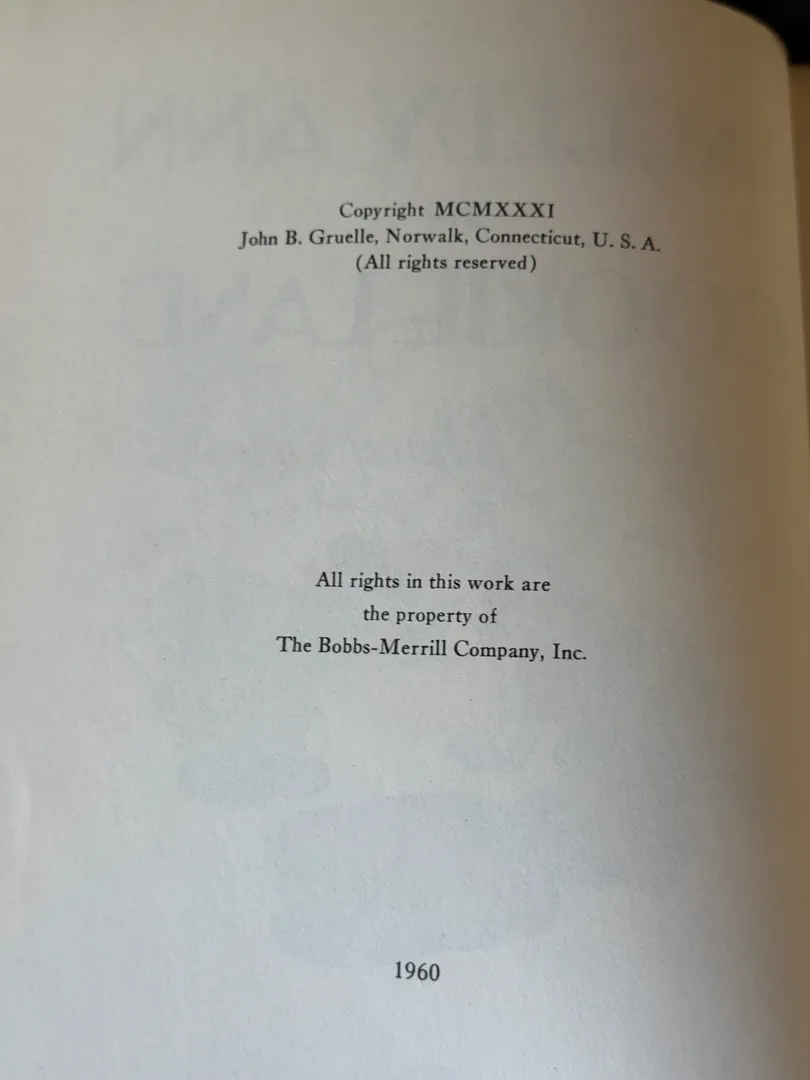 Copyright MCMXXXI
John B. Gruelle, Norwalk, Connecticut, U. S. A.
(All rights reserved)
All rights in this work are
the property of
The Bobbs-Merrill Company, Inc.
1960